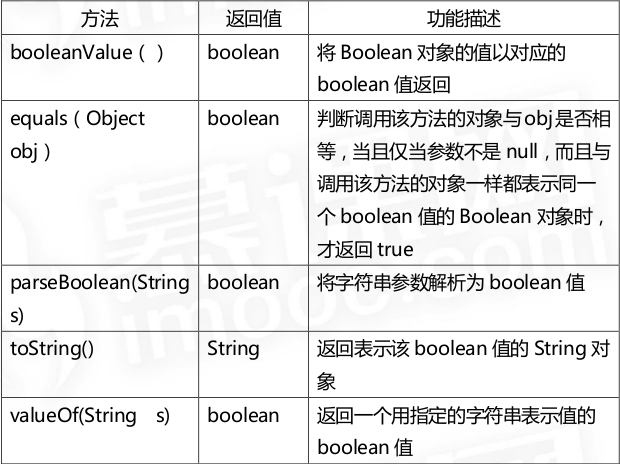 方法 返回值 功能描述
booleanValue（ ） boolean 将 Boolean 对象的值以对应的
boolean 值返回
equals（Object boolean 判断调用该方法的对象与 obj 是否相
obj） 等，当且仅当参数不是 null，而且与
调用该方法的对象一样都表示同一
个 boolean 值的 Boolean 对象时，
才返回 true
parseBoolean(String boolean 将字符串参数解析为 boolean 值
s)
toString() String 返回表示该 boolean 值的 String 对
象
valueOf(String s) boolean 返回一个用指定的字符串表示值的
boolean 值
慕课网
imooc.com